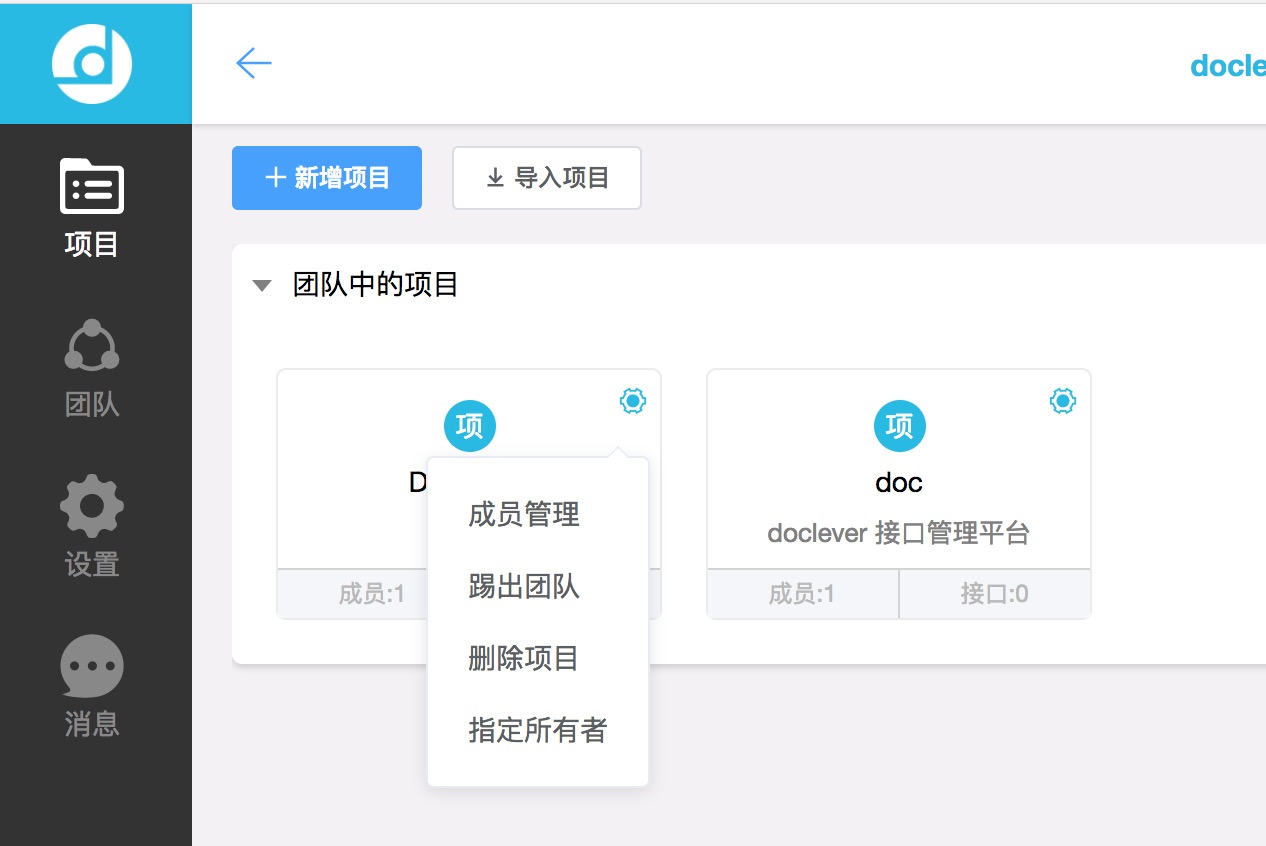 docle
项目
团队
设置
消息
新增项目
导入项目
团队中的项目
项
D
成员:1
成员管理
踢出团队
删除项目
指定所有者
项
doc
doclever 接口管理平台
成员:1
接口:0